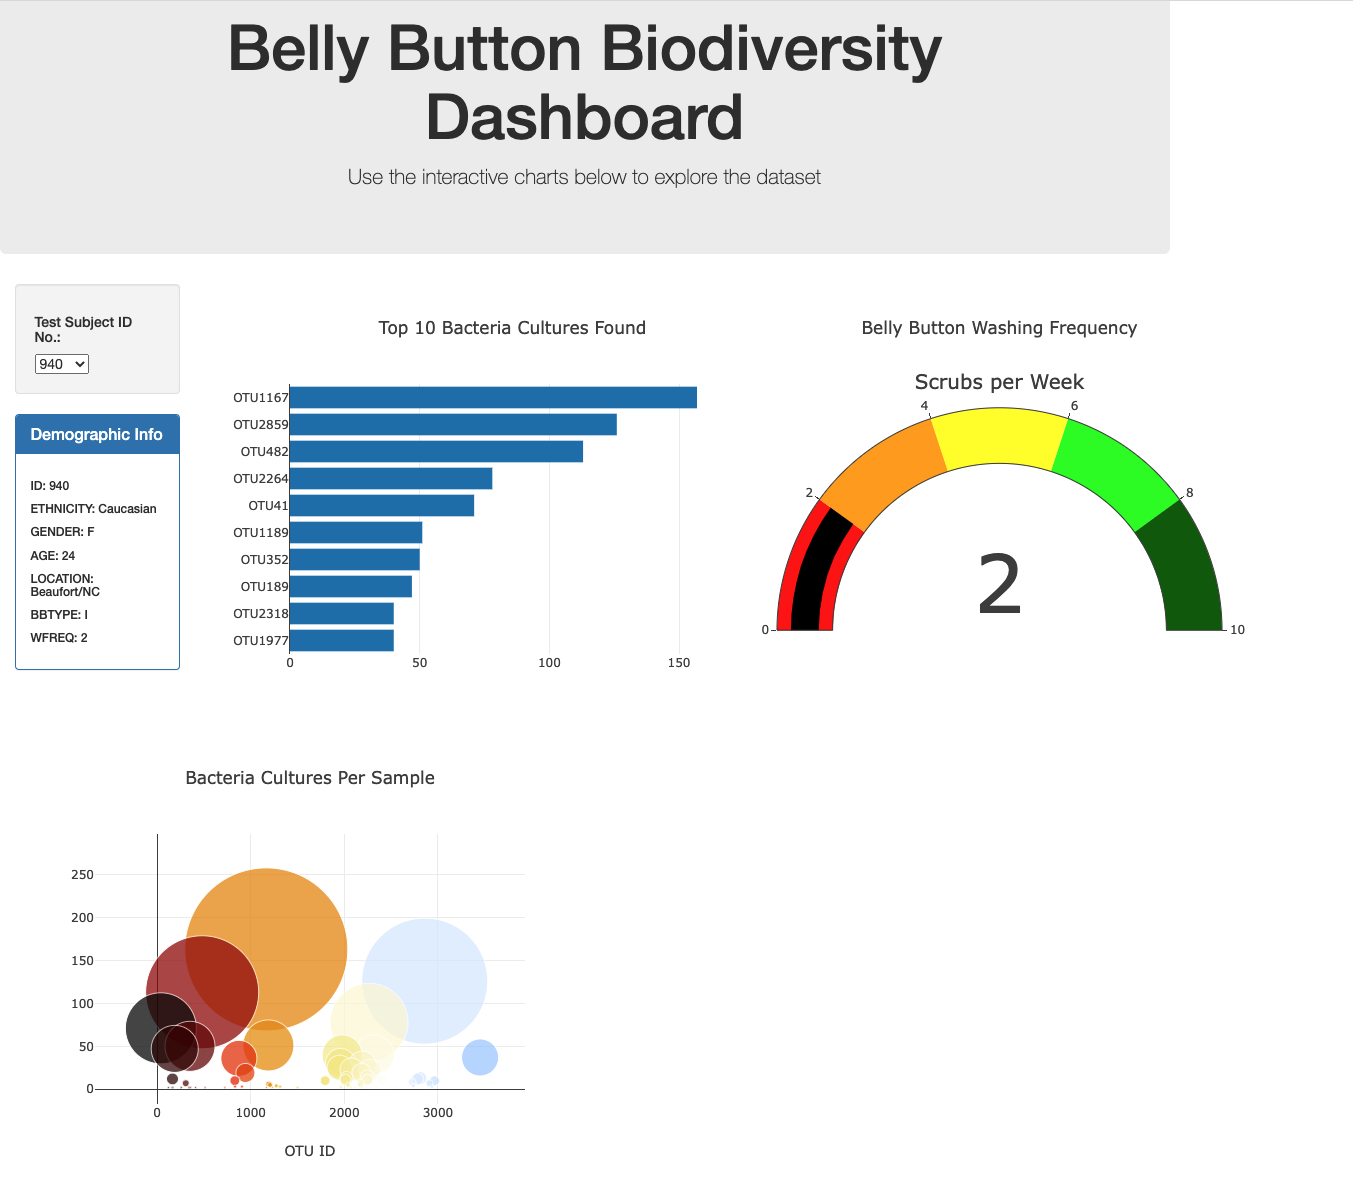 Belly Button Biodiversity
Dashboard
Use the interactive charts below to explore the dataset
Test Subject ID
No.:
940
Demographic Info
ID: 940
ETHNICITY: Caucasian
GENDER: F
AGE: 24
LOCATION:
Beaufort/NC
BBTYPE: I
WFREQ: 2
Top 10 Bacteria Cultures Found
OTU1167
OTU2859
OTU482
OTU2264
OTU41
OTU1189
OTU352
OTU189
OTU2318
OTU1977
0 50 100 150
Belly Button Washing Frequency
Scrubs per Week
0
2
4
6
8
10
2
Bacteria Cultures Per Sample
250
200
150
100
50
0
0 1000 2000 3000
OTU ID